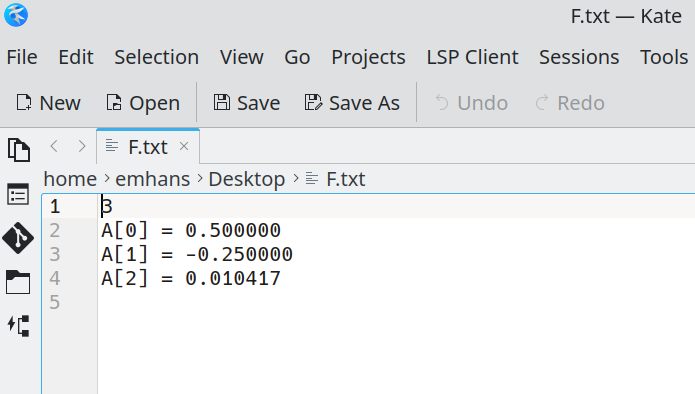 F.txt — Kate
File Edit Selection View Go Projects LSP Client Sessions Tools
New Open Save Save As Undo Redo
F.txt
home > emhans > Desktop > F.txt
1 3
2 A[0] = 0.500000
3 A[1] = -0.250000
4 A[2] = 0.010417
5